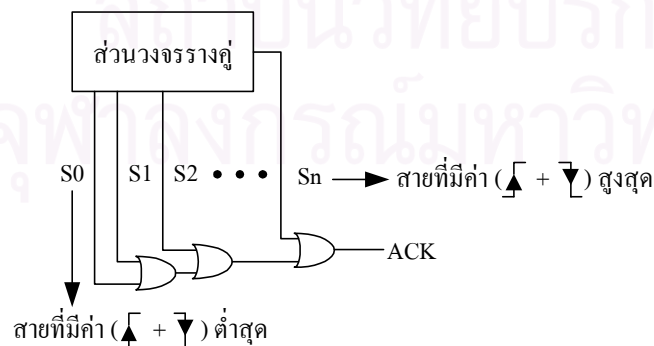 ส่วนวงจรรางคู่
S0 S1 S2 • • • Sn
สายที่มีค่า ( + ) สูงสุด
ACK
สายที่มีค่า ( + ) ต่ำสุด